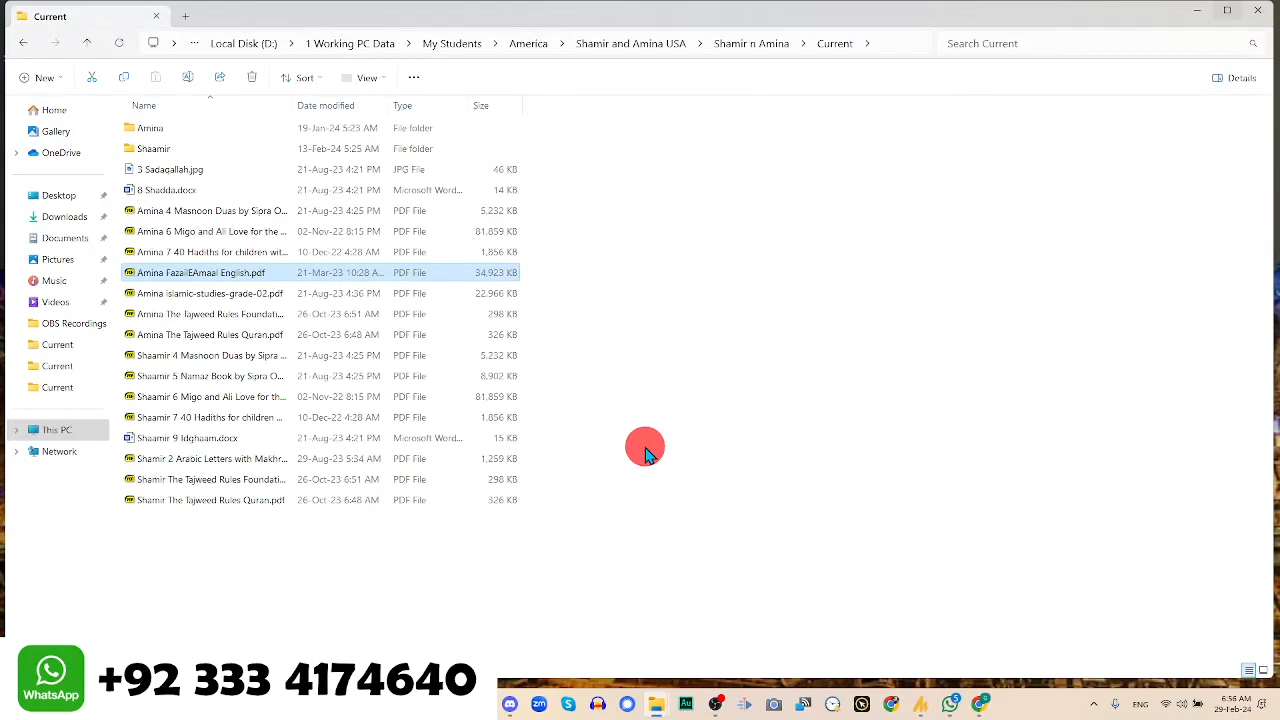 Current
Local Disk (D:) 1 Working PC Data My Students America Shamir and Amina USA Shamir n Amina Current Search Current
New Sort View Details
Name Date modified Type Size
Home
Gallery
OneDrive
Desktop
Downloads
Documents
Pictures
Music
Videos
OBS Recordings
Current
Current
Current
This PC
Network
Amina 19-Jan-24 5:23 AM File folder
Shaamir 13-Feb-24 5:25 AM File folder
3 Sadaqallah.jpg 21-Aug-23 4:21 PM JPG File 46 KB
8 Shadda.docx 21-Aug-23 4:21 PM Microsoft Word... 14 KB
Amina 4 Masnoon Duas by Sipra O... 21-Aug-23 4:25 PM PDF File 5,232 KB
Amina 6 Migo and Ali Love for the ... 02-Nov-22 8:15 PM PDF File 81,859 KB
Amina 7 40 Hadiths for children wit... 10-Dec-22 4:28 AM PDF File 1,856 KB
Amina FazailEAmaal English.pdf 21-Mar-23 10:28 A... PDF File 34,923 KB
Amina islamic-studies-grade-02.pdf 21-Aug-23 4:36 PM PDF File 22,966 KB
Amina The Tajweed Rules Foundati... 26-Oct-23 6:51 AM PDF File 298 KB
Amina The Tajweed Rules Quran.pdf 26-Oct-23 6:48 AM PDF File 326 KB
Shaamir 4 Masnoon Duas by Sipra ... 21-Aug-23 4:25 PM PDF File 5,232 KB
Shaamir 5 Namaz Book by Sipra O... 21-Aug-23 4:25 PM PDF File 8,902 KB
Shaamir 6 Migo and Ali Love for th... 02-Nov-22 8:15 PM PDF File 81,859 KB
Shaamir 7 40 Hadiths for children ... 10-Dec-22 4:28 AM PDF File 1,856 KB
Shaamir 9 Idghaam.docx 21-Aug-23 4:21 PM Microsoft Word... 15 KB
Shamir 2 Arabic Letters with Makhr... 29-Aug-23 5:34 AM PDF File 1,259 KB
Shamir The Tajweed Rules Foundati... 26-Oct-23 6:51 AM PDF File 298 KB
Shamir The Tajweed Rules Quran.pdf 26-Oct-23 6:48 AM PDF File 326 KB
WhatsApp
+92 333 4174640
zm
Au
5
ENG
6:56 AM
29-Feb-24